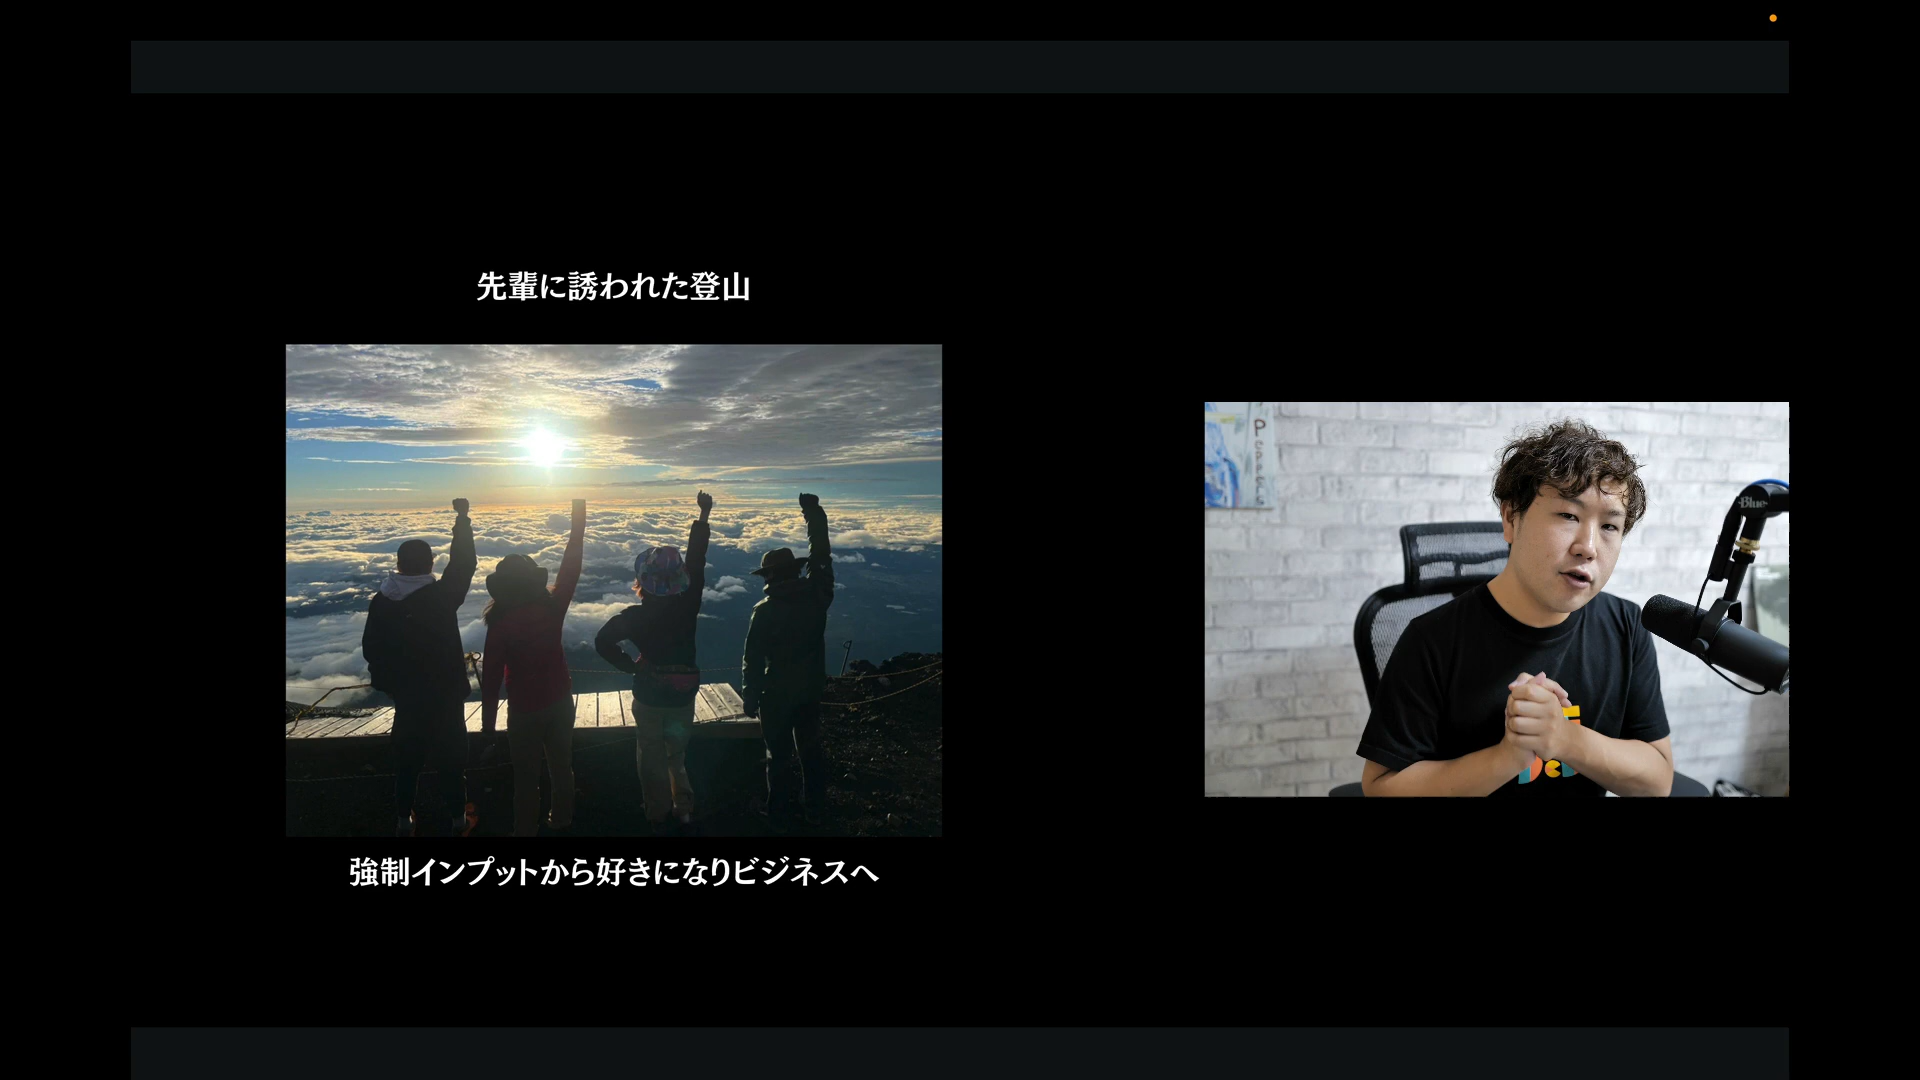 先輩に誘われた登山
強制インプットから好きになりビジネスへ
Blue